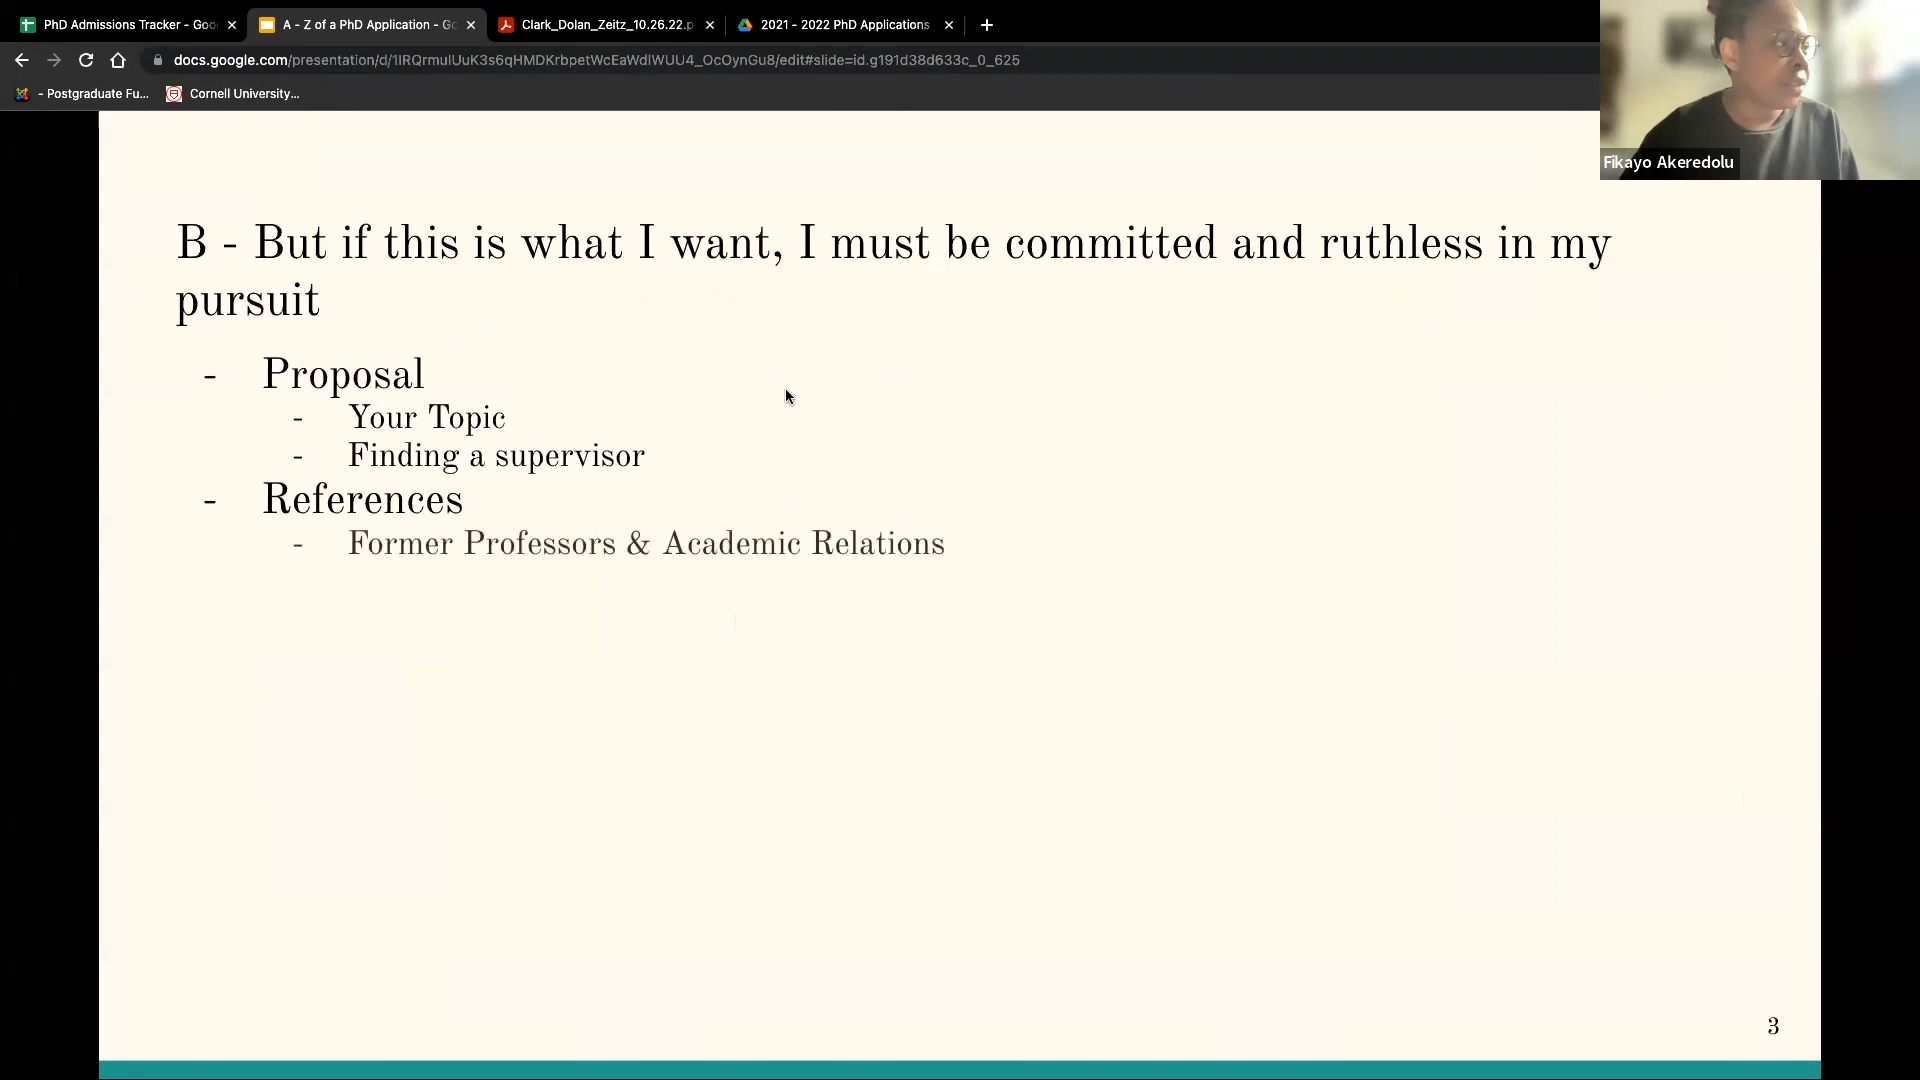 PhD Admissions Tracker - Goo
A - Z of a PhD Application - Go
Clark_Dolan_Zeitz_10.26.22.p
2021 - 2022 PhD Applications
docs.google.com/presentation/d/1IRQrmulUuK3s6qHMDKrbpetWcEaWdlWUU4_OcOynGu8/edit#slide=id.g191d38d633c_0_625
- Postgraduate Fu...
Cornell University...
Fikayo Akeredolu
B - But if this is what I want, I must be committed and ruthless in my
pursuit
- Proposal
- Your Topic
- Finding a supervisor
- References
- Former Professors & Academic Relations
3